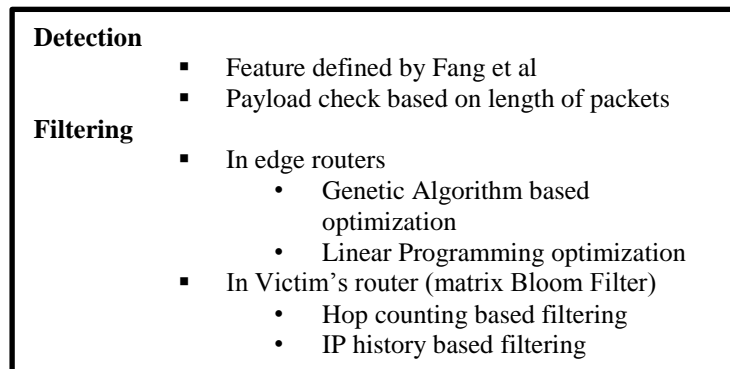 Detection
▪ Feature defined by Fang et al
▪ Payload check based on length of packets
Filtering
▪ In edge routers
• Genetic Algorithm based
optimization
• Linear Programming optimization
▪ In Victim’s router (matrix Bloom Filter)
• Hop counting based filtering
• IP history based filtering